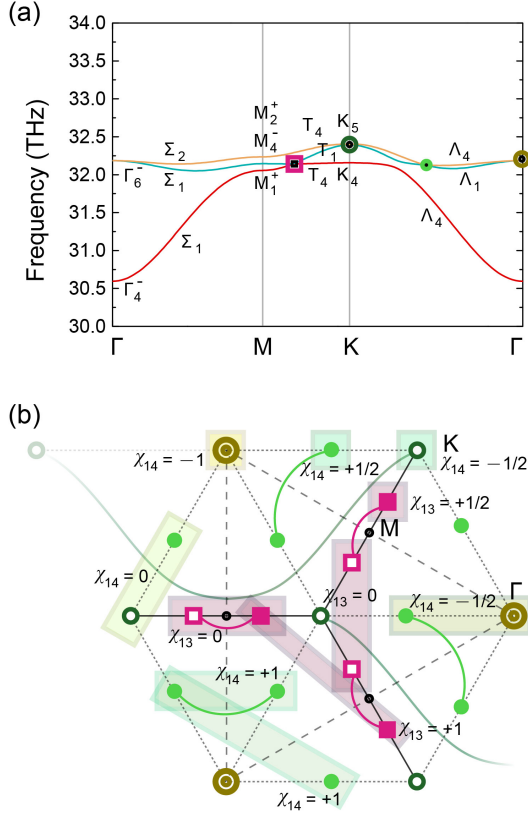 (a)
Frequency (THz)
34.0
33.5
33.0
32.5
32.0
31.5
31.0
30.5
30.0
M₂⁺
M₄⁻
M₁⁺
T₄
K₅
T₁
T₄
K₄
Σ₂
Σ₁
Σ₁
Γ₆⁻
Γ₄⁻
Λ₄
Λ₁
Λ₄
Γ M K Γ
(b)
K
χ₁₄ = −1
χ₁₄ = +1/2
χ₁₄ = −1/2
χ₁₃ = +1/2
M
χ₁₄ = 0
χ₁₃ = 0
Γ
χ₁₄ = −1/2
χ₁₃ = 0
χ₁₄ = +1
χ₁₃ = +1
χ₁₄ = +1